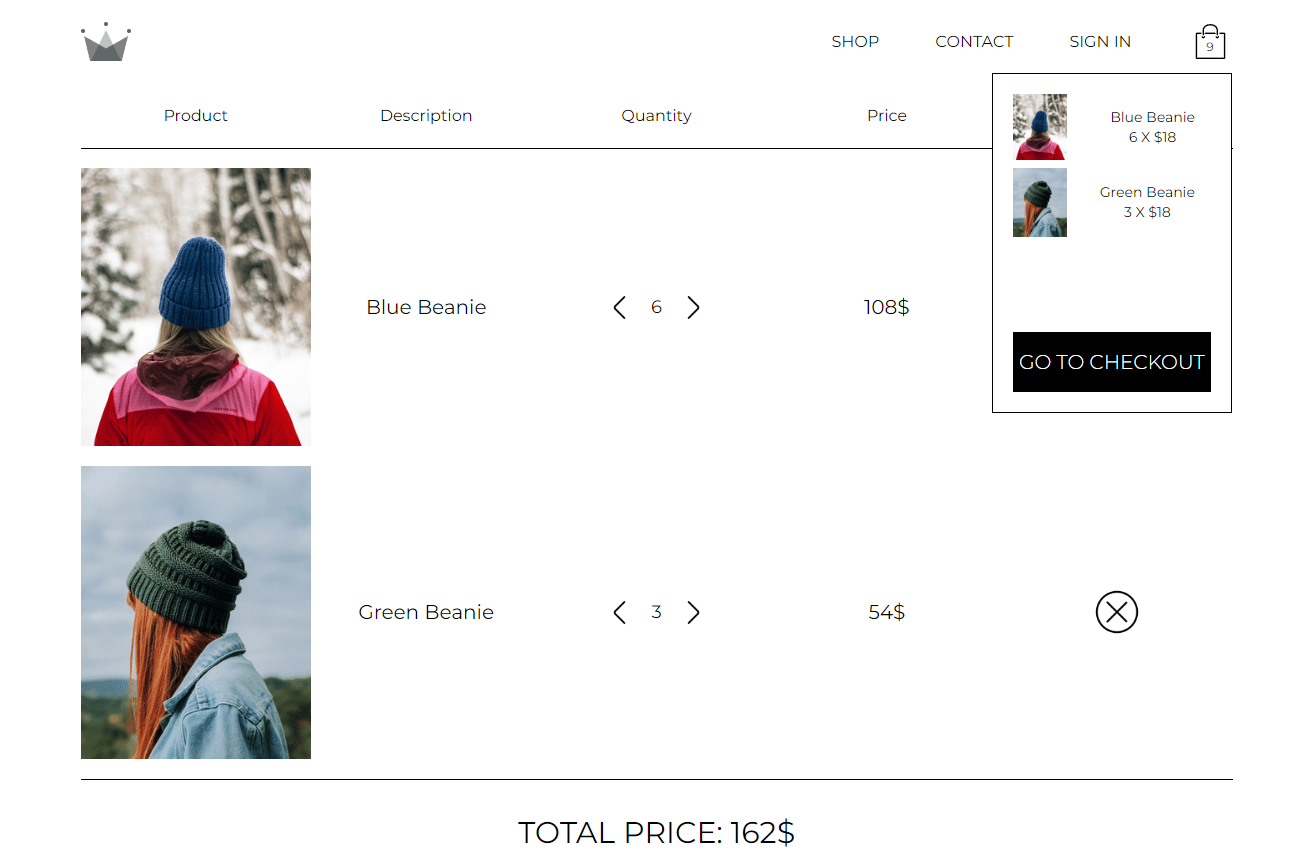 SHOP CONTACT SIGN IN 9
Product Description Quantity Price
Blue Beanie
6 X $18
Green Beanie
3 X $18
GO TO CHECKOUT
Blue Beanie 6 108$
Green Beanie 3 54$
TOTAL PRICE: 162$